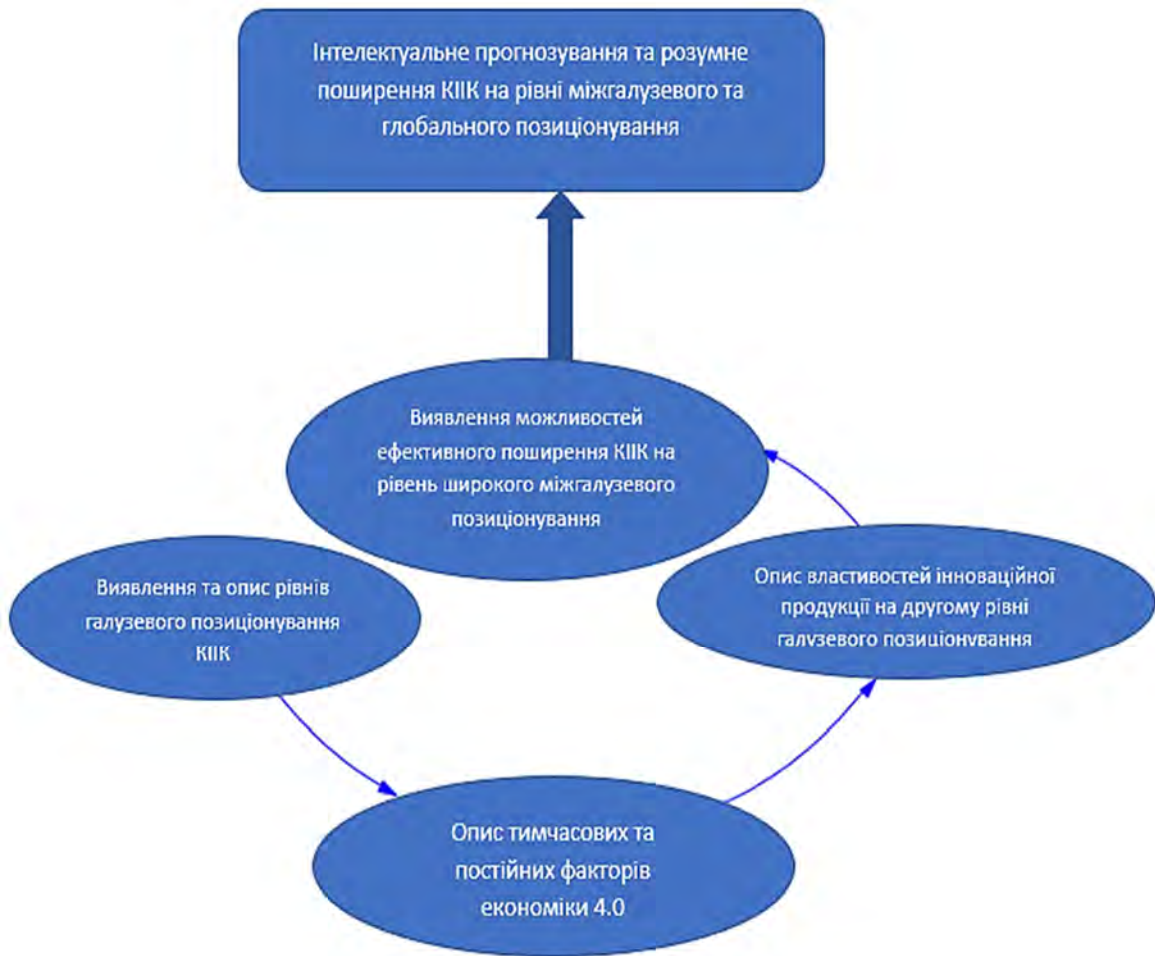 Інтелектуальне прогнозування та розумне
поширення КІІК на рівні міжгалузевого та
глобального позиціонування
Виявлення можливостей
ефективного поширення КІІК на
рівень широкого міжгалузевого
позиціонування
Виявлення та опис рівнів
галузевого позиціонування
КІІК
Опис властивостей інноваційної
продукції на другому рівні
галузевого позиціонування
Опис тимчасових та
постійних факторів
економіки 4.0